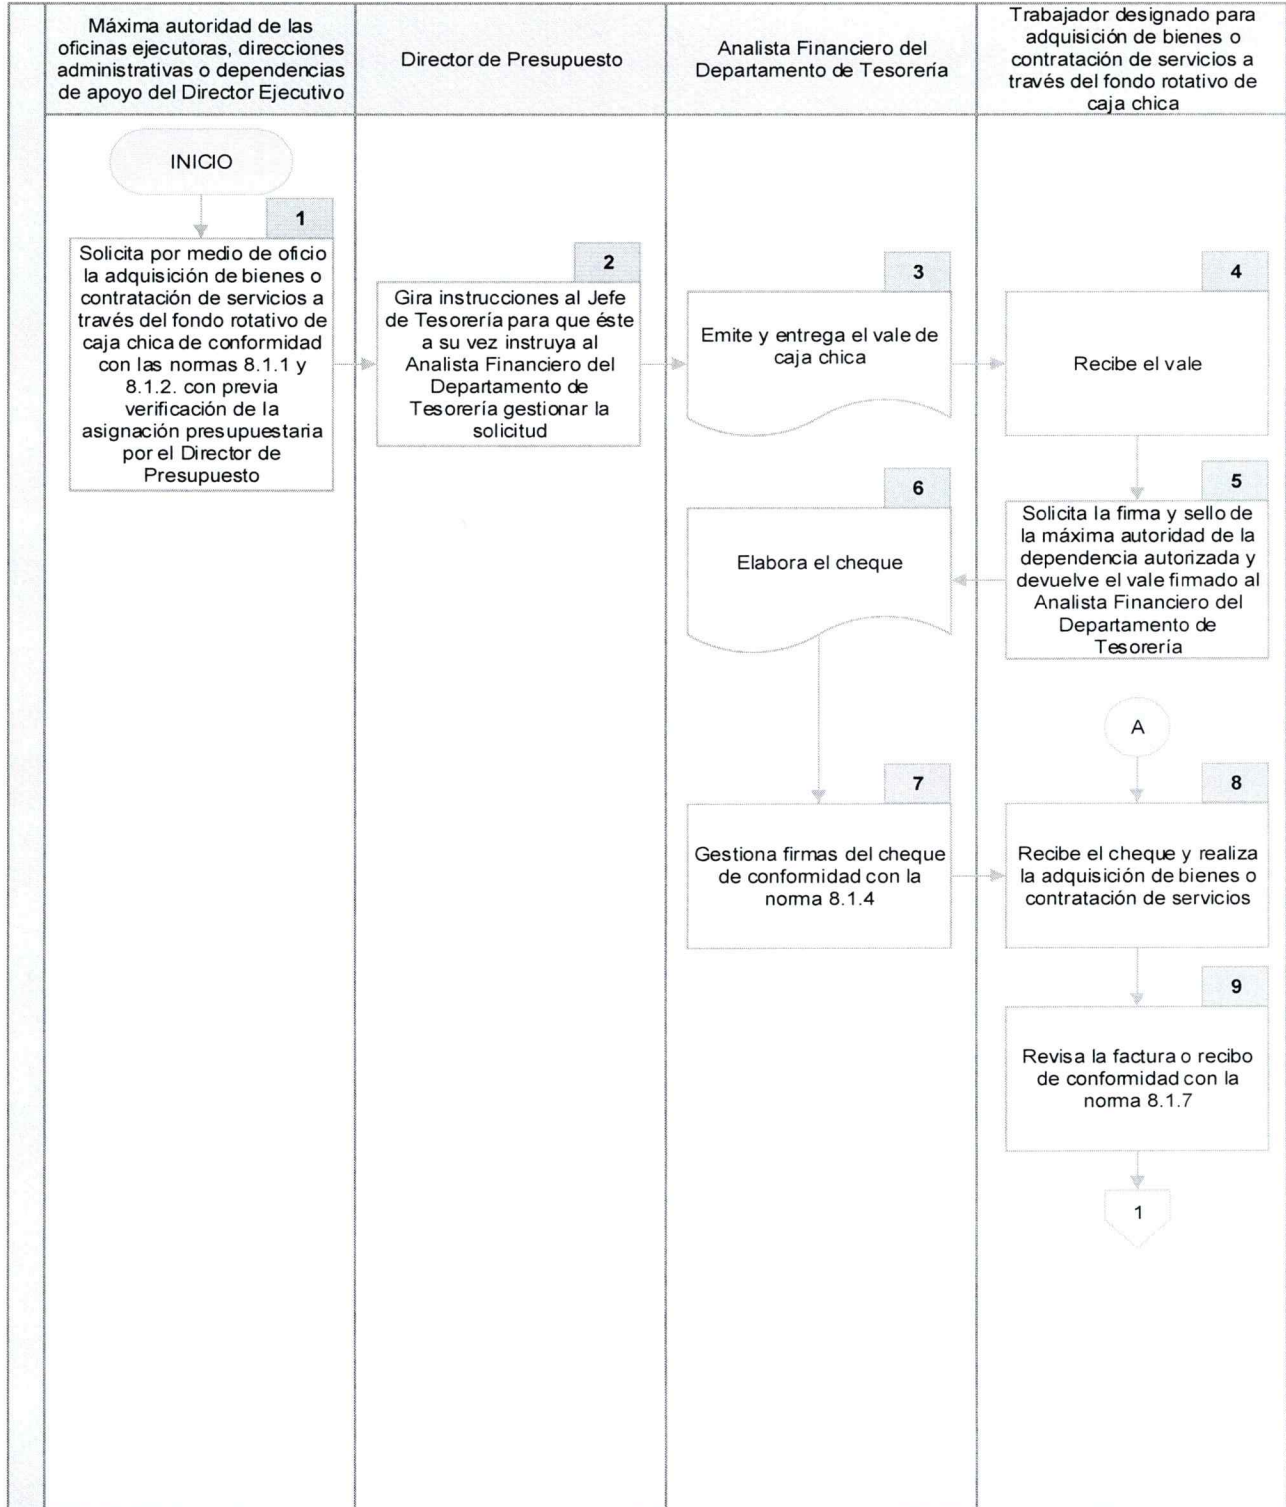 Máxima autoridad de las
oficinas ejecutoras, direcciones
administrativas o dependencias
de apoyo del Director Ejecutivo
Director de Presupuesto
Analista Financiero del
Departamento de Tesorería
Trabajador designado para
adquisición de bienes o
contratación de servicios a
través del fondo rotativo de
caja chica
INICIO
1
Solicita por medio de oficio
la adquisición de bienes o
contratación de servicios a
través del fondo rotativo de
caja chica de conformidad
con las normas 8.1.1 y
8.1.2. con previa
verificación de la
asignación presupuestaria
por el Director de
Presupuesto
2
Gira instrucciones al Jefe
de Tesorería para que éste
a su vez instruya al
Analista Financiero del
Departamento de
Tesorería gestionar la
solicitud
3
Emite y entrega el vale de
caja chica
4
Recibe el vale
5
Solicita la firma y sello de
la máxima autoridad de la
dependencia autorizada y
devuelve el vale firmado al
Analista Financiero del
Departamento de
Tesorería
6
Elabora el cheque
7
Gestiona firmas del cheque
de conformidad con la
norma 8.1.4
A
8
Recibe el cheque y realiza
la adquisición de bienes o
contratación de servicios
9
Revisa la factura o recibo
de conformidad con la
norma 8.1.7
1